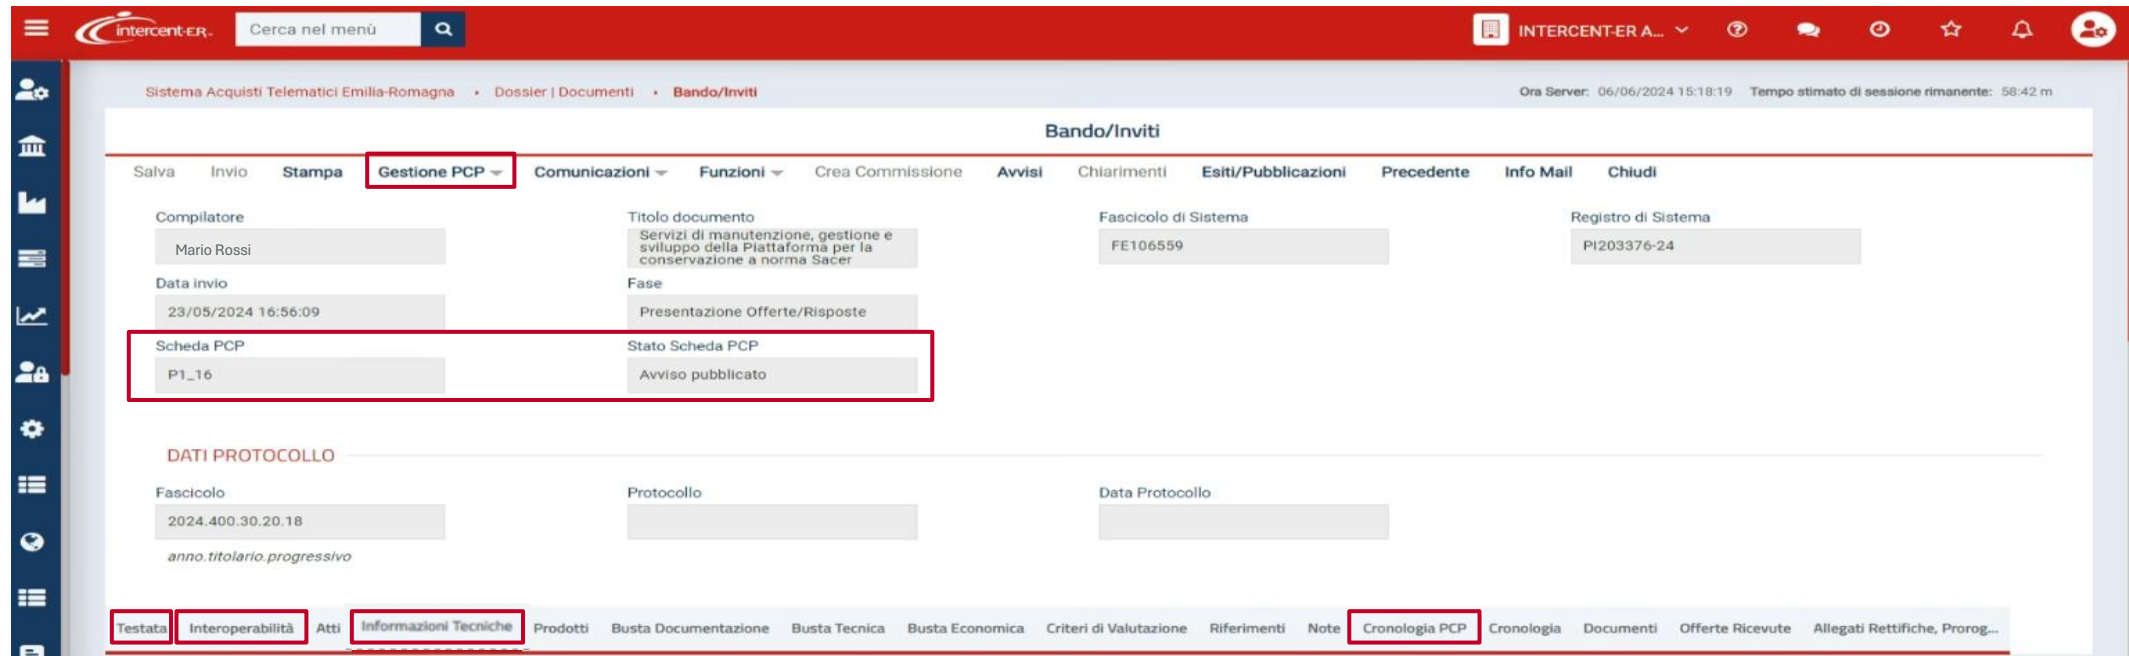 intercent-ER
Cerca nel menù
INTERCENT-ER A...
Sistema Acquisti Telematici Emilia-Romagna
Dossier | Documenti
Bando/Inviti
Ora Server: 06/06/2024 15:18:19 Tempo stimato di sessione rimanente: 58:42 m
Bando/Inviti
Salva Invio Stampa Gestione PCP Comunicazioni Funzioni Crea Commissione Avvisi Chiarimenti Esiti/Pubblicazioni Precedente Info Mail Chiudi
Compilatore
Mario Rossi
Titolo documento
Servizi di manutenzione, gestione e
sviluppo della Piattaforma per la
conservazione a norma Sacer
Fascicolo di Sistema
FE106559
Registro di Sistema
PI203376-24
Data invio
23/05/2024 16:56:09
Fase
Presentazione Offerte/Risposte
Scheda PCP
P1_16
Stato Scheda PCP
Avviso pubblicato
DATI PROTOCOLLO
Fascicolo
2024.400.30.20.18
anno.titolario.progressivo
Protocollo
Data Protocollo
Testata Interoperabilità Atti Informazioni Tecniche Prodotti Busta Documentazione Busta Tecnica Busta Economica Criteri di Valutazione Riferimenti Note Cronologia PCP Cronologia Documenti Offerte Ricevute Allegati Rettifiche, Prorog...